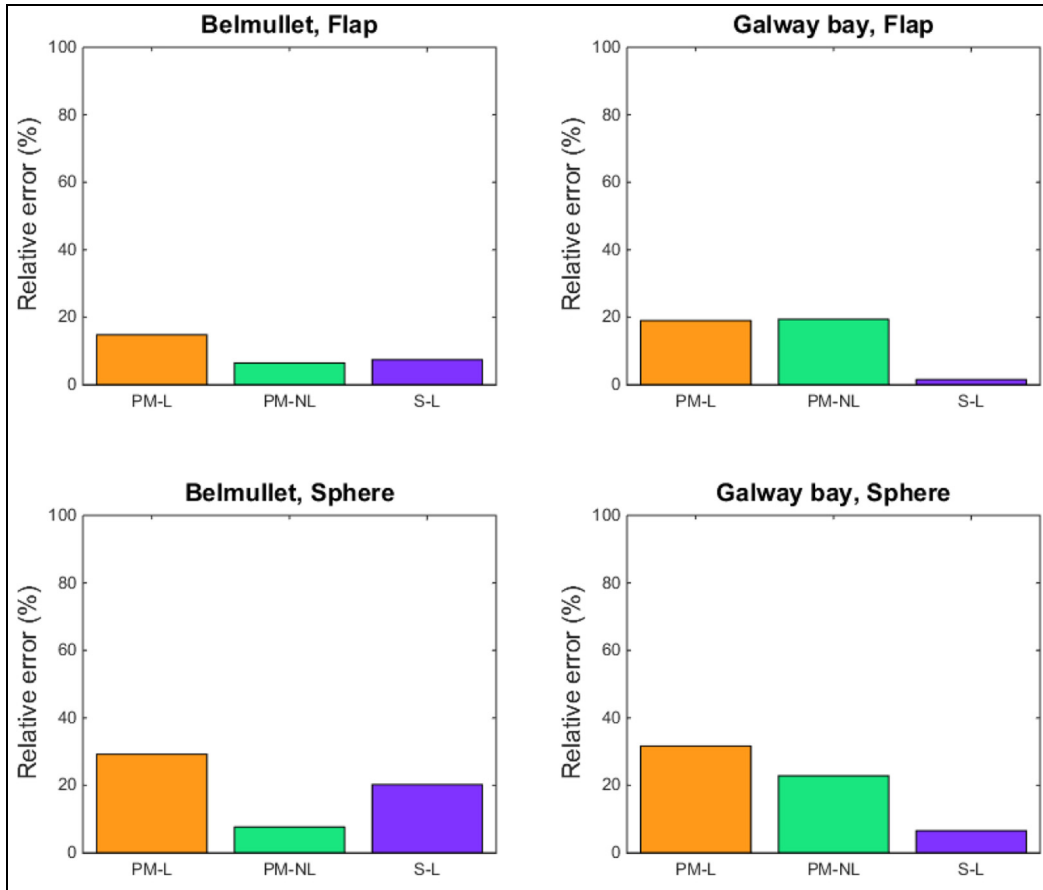 Belmullet, Flap
Relative error (%)
100
80
60
40
20
0
PM-L PM-NL S-L
Galway bay, Flap
Relative error (%)
100
80
60
40
20
0
PM-L PM-NL S-L
Belmullet, Sphere
Relative error (%)
100
80
60
40
20
0
PM-L PM-NL S-L
Galway bay, Sphere
Relative error (%)
100
80
60
40
20
0
PM-L PM-NL S-L